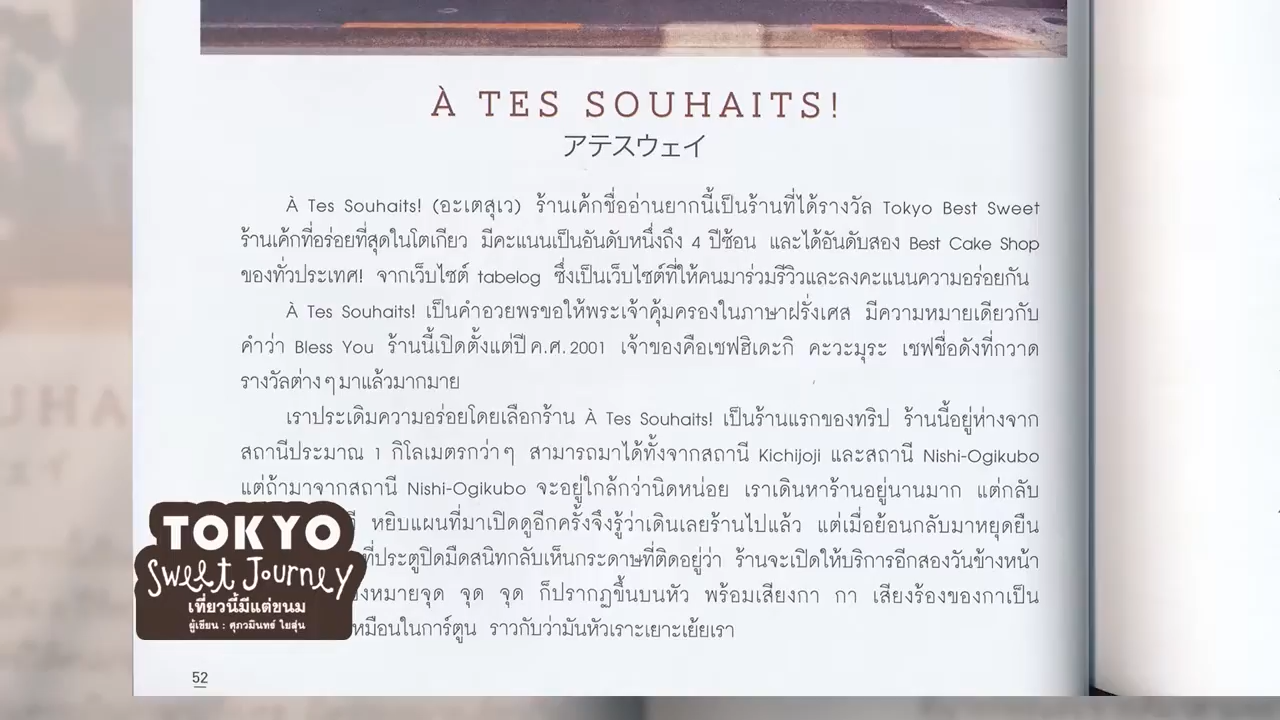 À TES SOUHAITS!
アテスウェイ
À Tes Souhaits! (อะเตสุเว) ร้านเค้กชื่ออ่านยากนี้เป็นร้านที่ได้รางวัล Tokyo Best Sweet
ร้านเค้กที่อร่อยที่สุดในโตเกียว มีคะแนนเป็นอันดับหนึ่งถึง 4 ปีซ้อน และได้อันดับสอง Best Cake Shop
ของทั่วประเทศ! จากเว็บไซต์ tabelog ซึ่งเป็นเว็บไซต์ที่ให้คนมาร่วมรีวิวและลงคะแนนความอร่อยกัน
À Tes Souhaits! เป็นคำอวยพรขอให้พระเจ้าคุ้มครองในภาษาฝรั่งเศส มีความหมายเดียวกับ
คำว่า Bless You ร้านนี้เปิดตั้งแต่ปี ค.ศ. 2001 เจ้าของคือเชฟฮิเดะกิ คะวะมุระ เชฟชื่อดังที่กวาด
รางวัลต่าง ๆ มาแล้วมากมาย
เราประเดิมความอร่อยโดยเลือกร้าน À Tes Souhaits! เป็นร้านแรกของทริป ร้านนี้อยู่ห่างจาก
สถานีประมาณ 1 กิโลเมตรกว่า ๆ สามารถมาได้ทั้งจากสถานี Kichijoji และสถานี Nishi-Ogikubo
แต่ถ้ามาจากสถานี Nishi-Ogikubo จะอยู่ใกล้กว่านิดหน่อย เราเดินหาร้านอยู่นานมาก แต่กลับ
หยิบแผนที่มาเปิดดูอีกครั้งจึงรู้ว่าเดินเลยร้านไปแล้ว แต่เมื่อย้อนกลับมาหยุดยืน
ที่ประตูปิดมืดสนิทกลับเห็นกระดาษที่ติดอยู่ว่า ร้านจะเปิดให้บริการอีกสองวันข้างหน้า
หมายจุด จุด จุด ก็ปรากฏขึ้นบนหัว พร้อมเสียงกา กา เสียงร้องของกาเป็น
เหมือนในการ์ตูน ราวกับว่ามันหัวเราะเยาะเย้ยเรา
TOKYO
Sweet Journey
เที่ยวนี้มีแต่ขนม
ผู้เขียน : ศุภวมินทร์ ใยสุ่น
52